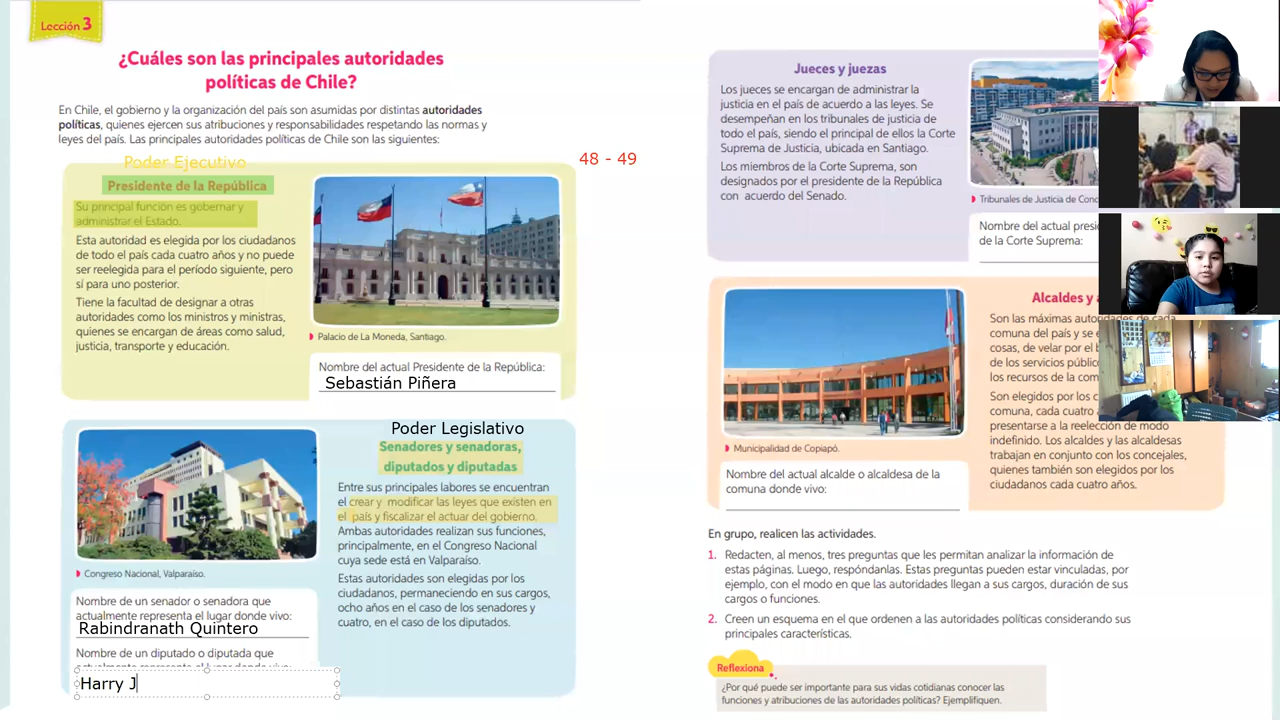 Lección 3
¿Cuáles son las principales autoridades
políticas de Chile?
En Chile, el gobierno y la organización del país son asumidos por distintas autoridades
políticas, quienes ejercen sus atribuciones y responsabilidades respetando las normas y
leyes del país. Las principales autoridades políticas de Chile son las siguientes:
Poder Ejecutivo
48 - 49
Presidente de la República
Su principal función es gobernar y
administrar el Estado.
Esta autoridad es elegida por los ciudadanos
de todo el país cada cuatro años y no puede
ser reelegida para el período siguiente, pero
sí para uno posterior.
Tiene la facultad de designar a otras
autoridades como los ministros y ministras,
quienes se encargan de áreas como salud,
justicia, transporte y educación.
Palacio de La Moneda, Santiago.
Nombre del actual Presidente de la República:
Sebastián Piñera
Poder Legislativo
Senadores y senadoras,
diputados y diputadas
Entre sus principales labores se encuentran
el crear y modificar las leyes que existen en
el país y fiscalizar el actuar del gobierno.
Ambas autoridades realizan sus funciones,
principalmente, en el Congreso Nacional
cuya sede está en Valparaíso.
Estas autoridades son elegidas por los
ciudadanos, permaneciendo en sus cargos,
ocho años en el caso de los senadores y
cuatro, en el caso de los diputados.
Congreso Nacional, Valparaíso.
Nombre de un senador o senadora que
actualmente representa el lugar donde vivo:
Rabindranath Quintero
Nombre de un diputado o diputada que
actualmente representa el lugar donde vivo:
Harry J
Jueces y juezas
Los jueces se encargan de administrar la
justicia en el país de acuerdo a las leyes. Se
desempeñan en los tribunales de justicia de
todo el país, siendo el principal de ellos la Corte
Suprema de Justicia, ubicada en Santiago.
Los miembros de la Corte Suprema, son
designados por el presidente de la República
con acuerdo del Senado.
Tribunales de Justicia de
Nombre del actual
de la Corte Suprema:
Alcaldes y
Son las máximas autoridades de cada
comuna del país y se
cosas, de velar por el
de los servicios
los recursos de la
Son elegidos por los
comuna, cada cuatro
presentarse a la reelección de modo
indefinido. Los alcaldes y las alcaldesas
trabajan en conjunto con los concejales,
quienes también son elegidos por los
ciudadanos cada cuatro años.
Municipalidad de Copiapó.
Nombre del actual alcalde o alcaldesa de la
comuna donde vivo:
En grupo, realicen las actividades.
1. Redacten, al menos, tres preguntas que les permitan analizar la información de
estas páginas. Luego, respóndanlas. Estas preguntas pueden estar vinculadas, por
ejemplo, con el modo en que las autoridades llegan a sus cargos, duración de sus
cargos o funciones.
2. Creen un esquema en el que ordenen a las autoridades políticas considerando sus
principales características.
Reflexiona
¿Por qué puede ser importante para sus vidas cotidianas conocer las
funciones y atribuciones de las autoridades políticas? Ejemplifiquen.